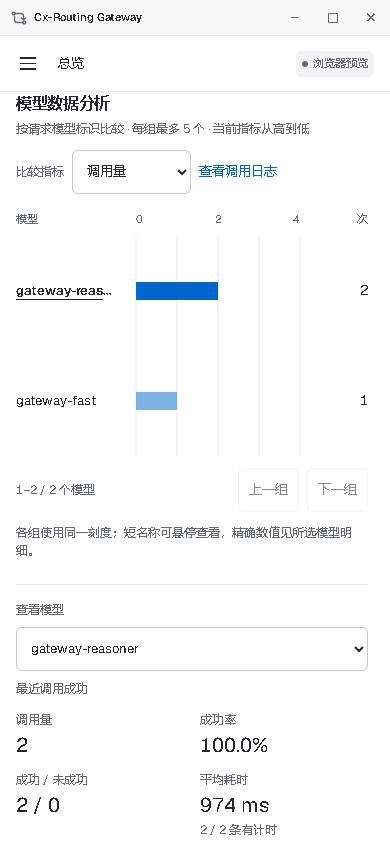 Cx-Routing Gateway
总览
浏览器预览
模型数据分析
按请求模型标识比较 · 每组最多 5 个 · 当前指标从高到低
比较指标 调用量 查看调用日志
模型 0 2 4 次
gateway-reas... 2
gateway-fast 1
1–2 / 2 个模型 上一组 下一组
各组使用同一刻度；短名称可悬停查看，精确数值见所选模型明
细。
查看模型
gateway-reasoner
最近调用成功
调用量 成功率
2 100.0%
成功 / 未成功 平均耗时
2 / 0 974 ms
2 / 2 条有计时